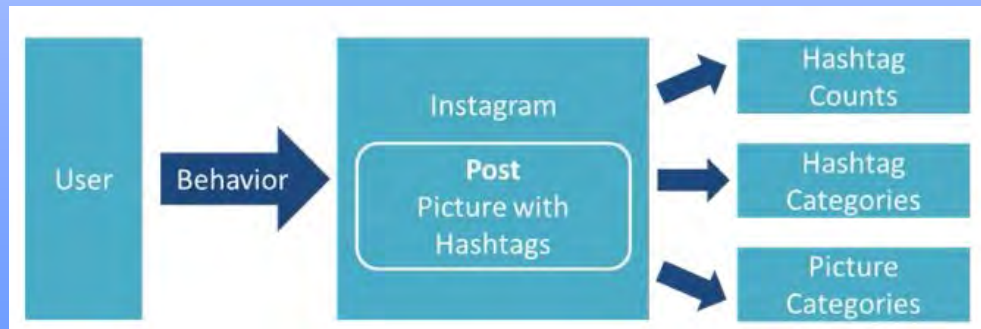 User
Behavior
Instagram
Post
Picture with
Hashtags
Hashtag
Counts
Hashtag
Categories
Picture
Categories